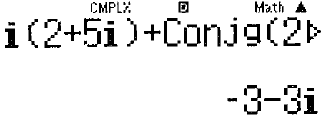 CMPLX D Math ▲
i(2+5i)+Conjg(2▷
-3-3i